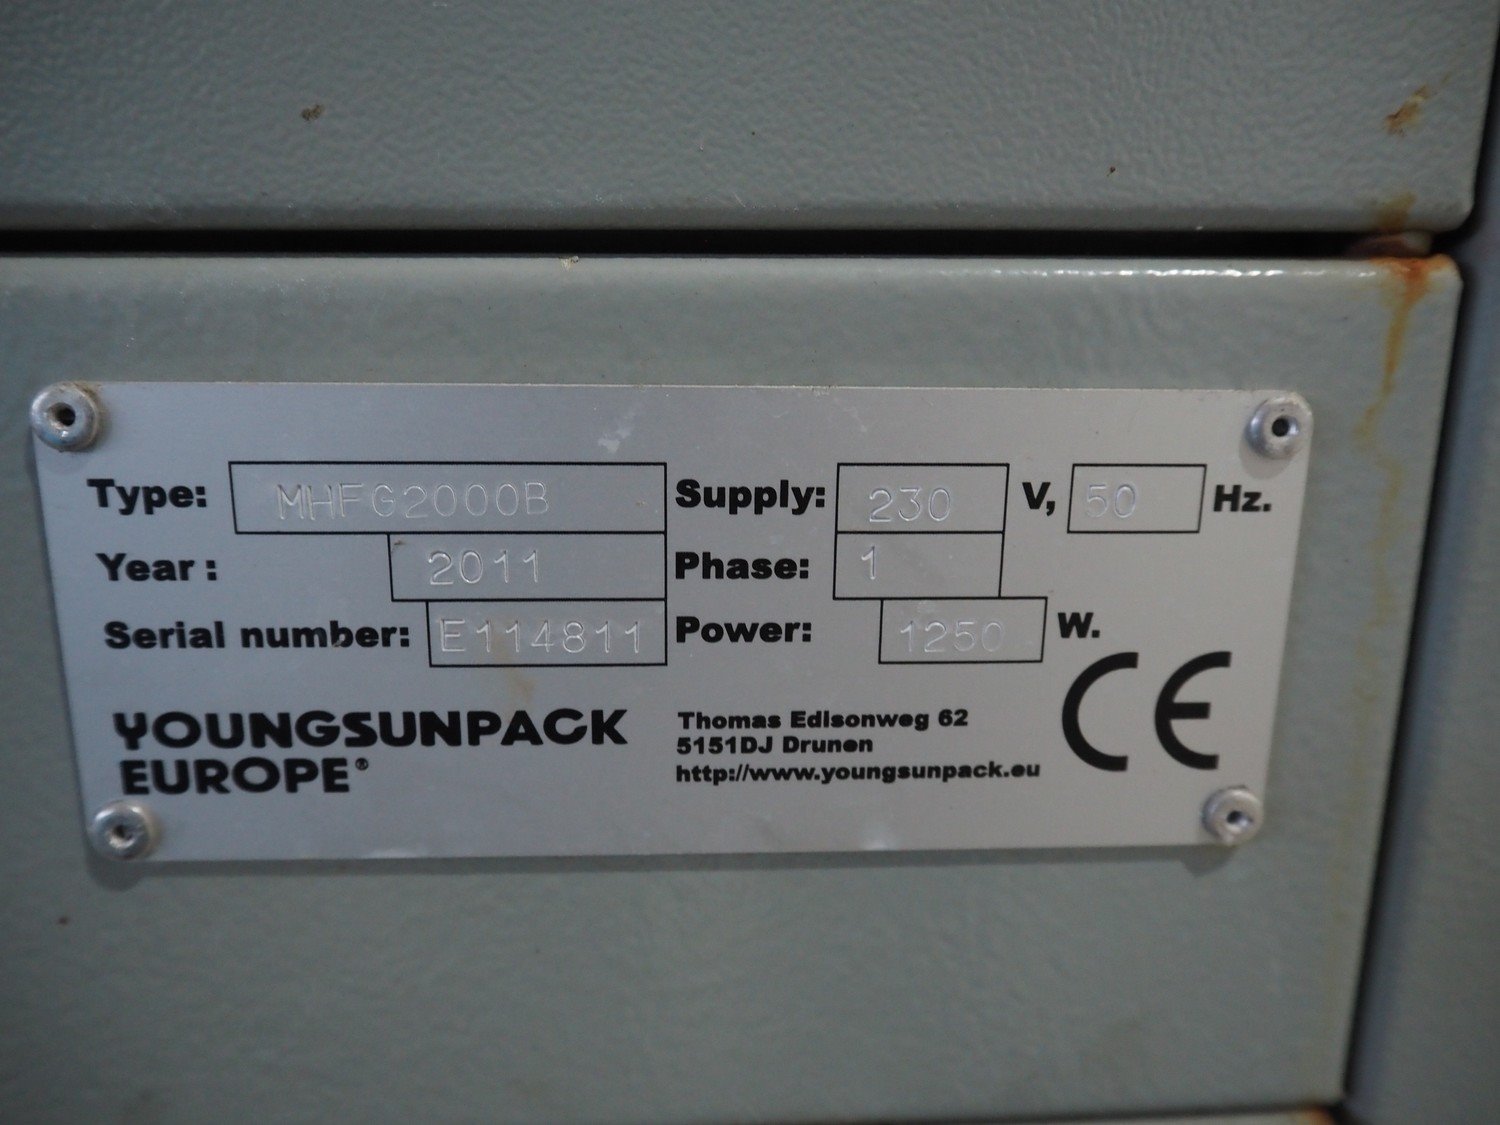 Type: MHFG2000B Supply: 230 V, 50 Hz.
Year: 2011 Phase: 1
Serial number: E114811 Power: 1250 W.
YOUNGSUNPACK
EUROPE®
Thomas Edisonweg 62
5151DJ Drunen
http://www.youngsunpack.eu
CE